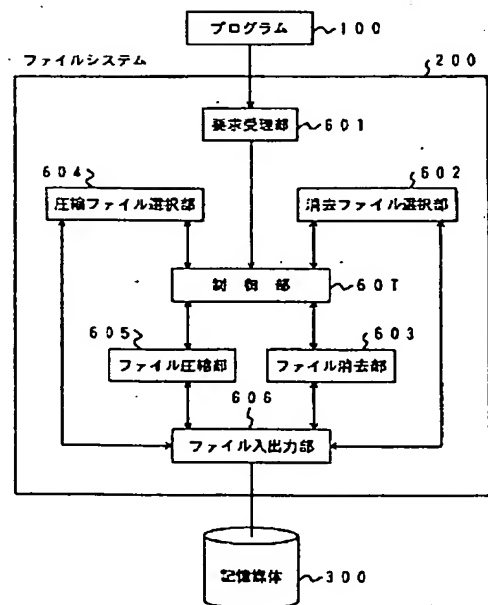 プログラム 100
ファイルシステム 200
要求受理部 601
604 602
圧縮ファイル選択部 消去ファイル選択部
制御部 607
605 603
ファイル圧縮部 ファイル消去部
606
ファイル入出力部
記憶媒体 300